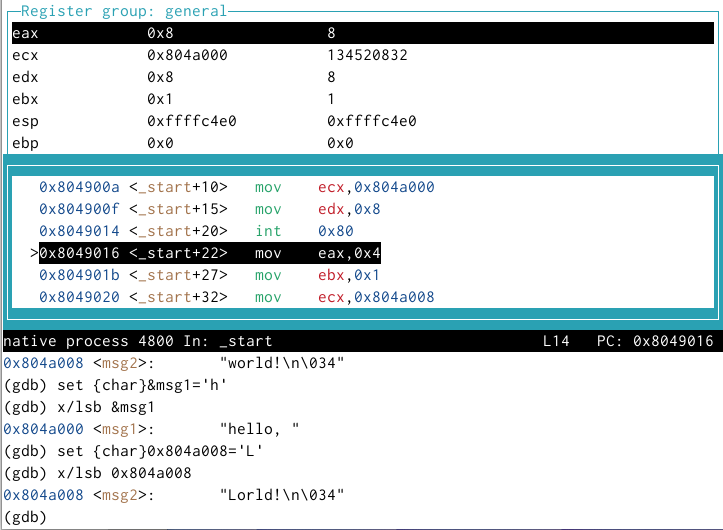 Register group: general
eax 0x8 8
ecx 0x804a000 134520832
edx 0x8 8
ebx 0x1 1
esp 0xffffc4e0 0xffffc4e0
ebp 0x0 0x0
0x804900a <_start+10> mov ecx,0x804a000
0x804900f <_start+15> mov edx,0x8
0x8049014 <_start+20> int 0x80
>0x8049016 <_start+22> mov eax,0x4
0x804901b <_start+27> mov ebx,0x1
0x8049020 <_start+32> mov ecx,0x804a008
native process 4800 In: _start L14 PC: 0x8049016
0x804a008 <msg2>: "world!\n\034"
(gdb) set {char}&msg1='h'
(gdb) x/lsb &msg1
0x804a000 <msg1>: "hello, "
(gdb) set {char}0x804a008='L'
(gdb) x/lsb 0x804a008
0x804a008 <msg2>: "Lorld!\n\034"
(gdb)